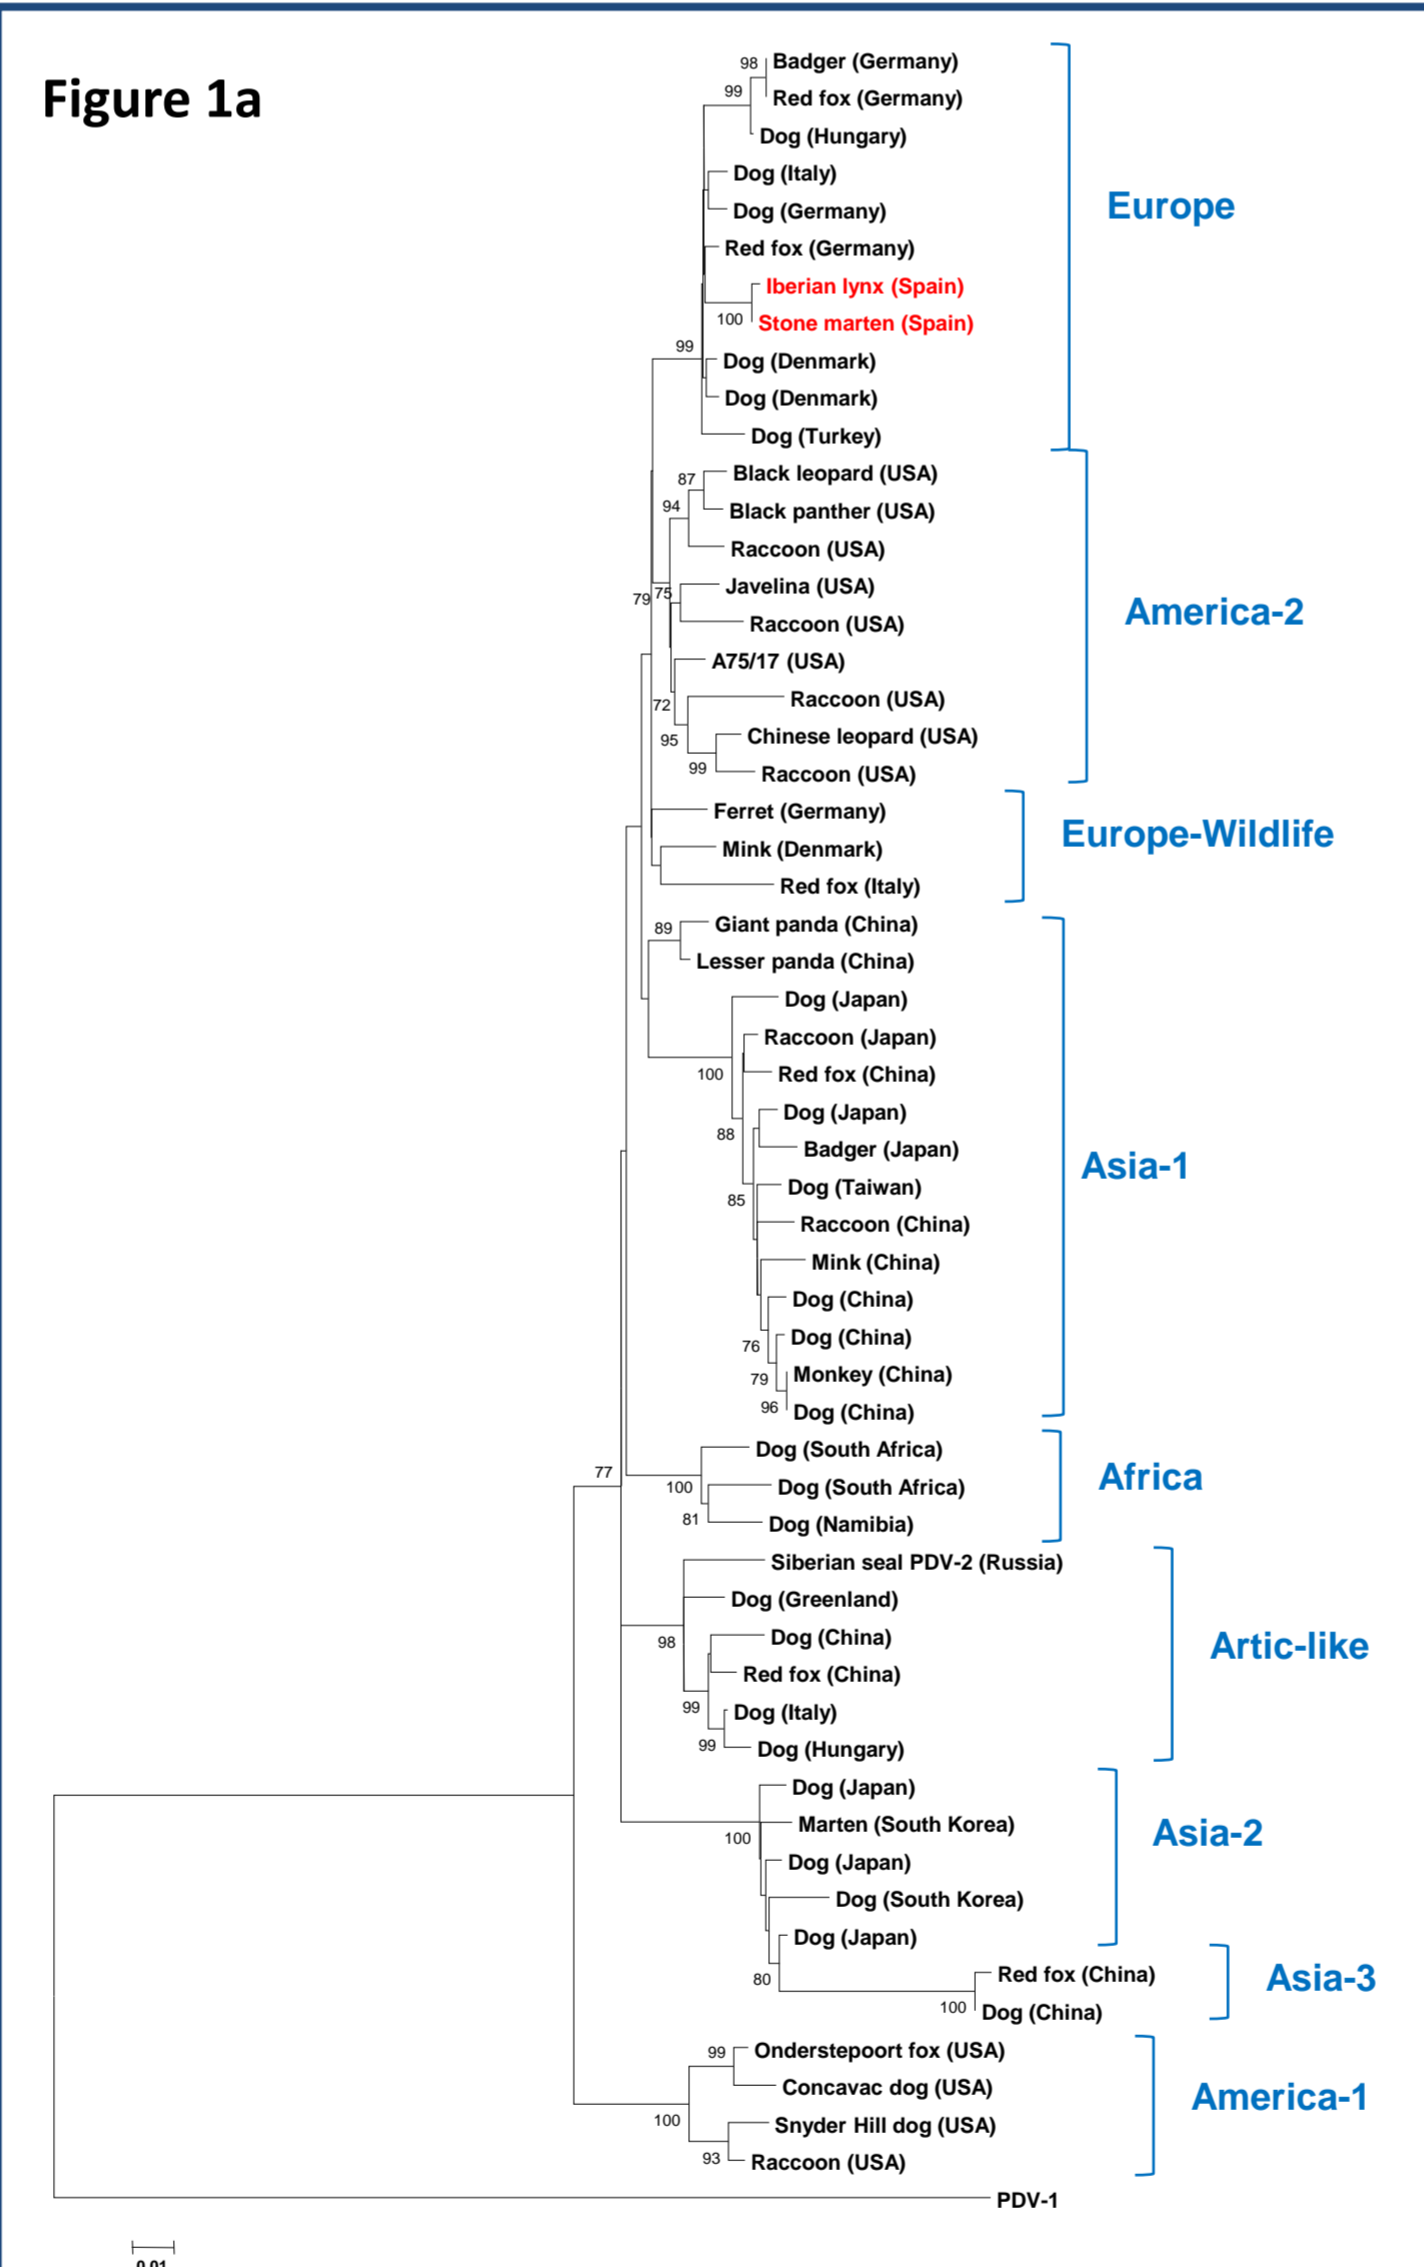 Figure 1a
98
Badger (Germany)
99
Red fox (Germany)
Dog (Hungary)
Dog (Italy)
Dog (Germany)
Europe
Red fox (Germany)
Iberian lynx (Spain)
100
Stone marten (Spain)
99
Dog (Denmark)
Dog (Denmark)
Dog (Turkey)
87
Black leopard (USA)
94
Black panther (USA)
Raccoon (USA)
79
75
Javelina (USA)
America-2
Raccoon (USA)
A75/17 (USA)
72
Raccoon (USA)
95
Chinese leopard (USA)
99
Raccoon (USA)
Ferret (Germany)
Europe-Wildlife
Mink (Denmark)
Red fox (Italy)
89
Giant panda (China)
Lesser panda (China)
Dog (Japan)
Raccoon (Japan)
100
Red fox (China)
Dog (Japan)
88
Badger (Japan)
Asia-1
Dog (Taiwan)
85
Raccoon (China)
Mink (China)
Dog (China)
76
Dog (China)
79
Monkey (China)
96
Dog (China)
Dog (South Africa)
77
100
Dog (South Africa)
Africa
81
Dog (Namibia)
Siberian seal PDV-2 (Russia)
Dog (Greenland)
98
Dog (China)
Artic-like
Red fox (China)
99
Dog (Italy)
99
Dog (Hungary)
Dog (Japan)
100
Marten (South Korea)
Asia-2
Dog (Japan)
Dog (South Korea)
Dog (Japan)
80
Red fox (China)
Asia-3
100
Dog (China)
99
Onderstepoort fox (USA)
Concavac dog (USA)
America-1
100
Snyder Hill dog (USA)
93
Raccoon (USA)
PDV-1
0.01